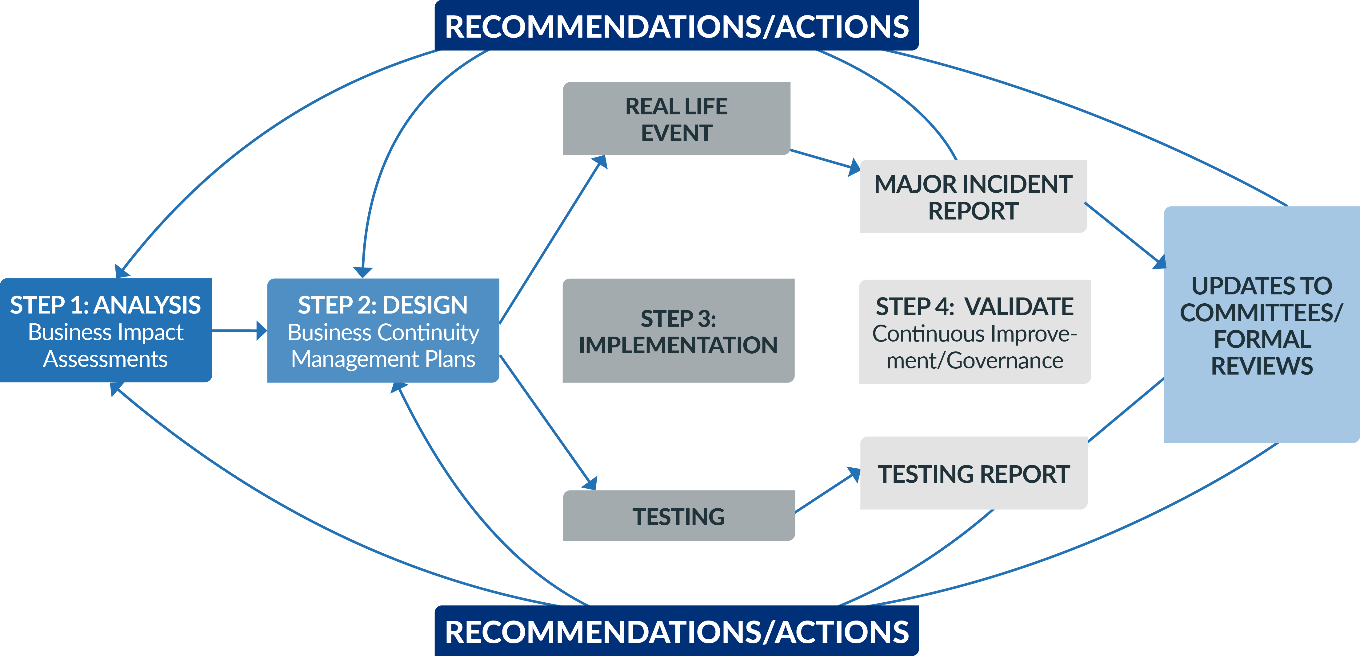 RECOMMENDATIONS/ACTIONS
REAL LIFE
EVENT
MAJOR INCIDENT
REPORT
STEP 1: ANALYSIS
Business Impact
Assessments
STEP 2: DESIGN
Business Continuity
Management Plans
STEP 3:
IMPLEMENTATION
STEP 4: VALIDATE
Continuous Improve-
ment/Governance
UPDATES TO
COMMITTEES/
FORMAL
REVIEWS
TESTING
TESTING REPORT
RECOMMENDATIONS/ACTIONS